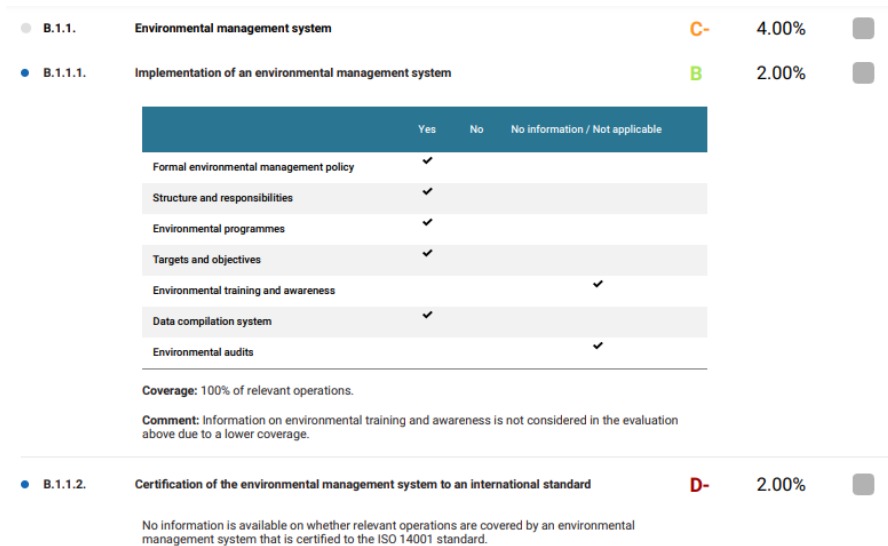 B.1.1. Environmental management system C- 4.00%
B.1.1.1. Implementation of an environmental management system B 2.00%
Yes No No information / Not applicable
Formal environmental management policy ✔
Structure and responsibilities ✔
Environmental programmes ✔
Targets and objectives ✔
Environmental training and awareness ✔
Data compilation system ✔
Environmental audits ✔
Coverage: 100% of relevant operations.
Comment: Information on environmental training and awareness is not considered in the evaluation
above due to a lower coverage.
B.1.1.2. Certification of the environmental management system to an international standard D- 2.00%
No information is available on whether relevant operations are covered by an environmental
management system that is certified to the ISO 14001 standard.